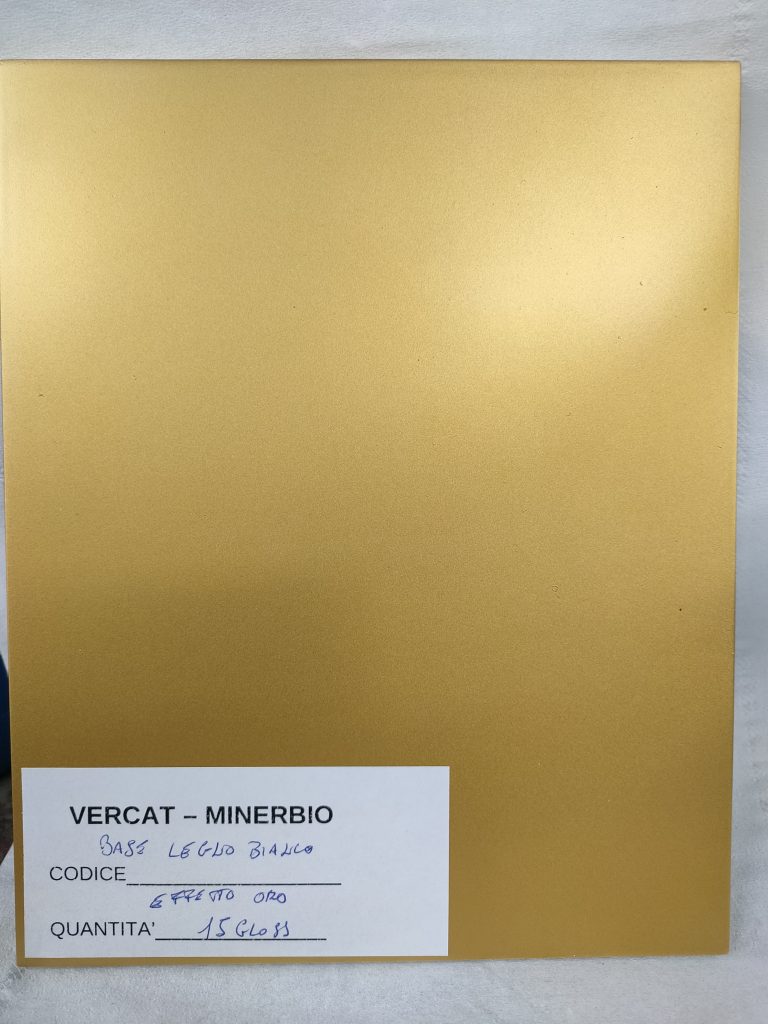 VERCAT – MINERBIO
BASE LEGNO BIANCO
CODICE
EFFETTO ORO
QUANTITA' 15 GLOSS